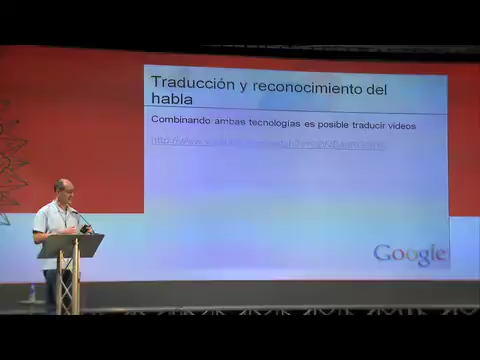 Traducción y reconocimiento del
habla
Combinando ambas tecnologías es posible traducir videos
Google